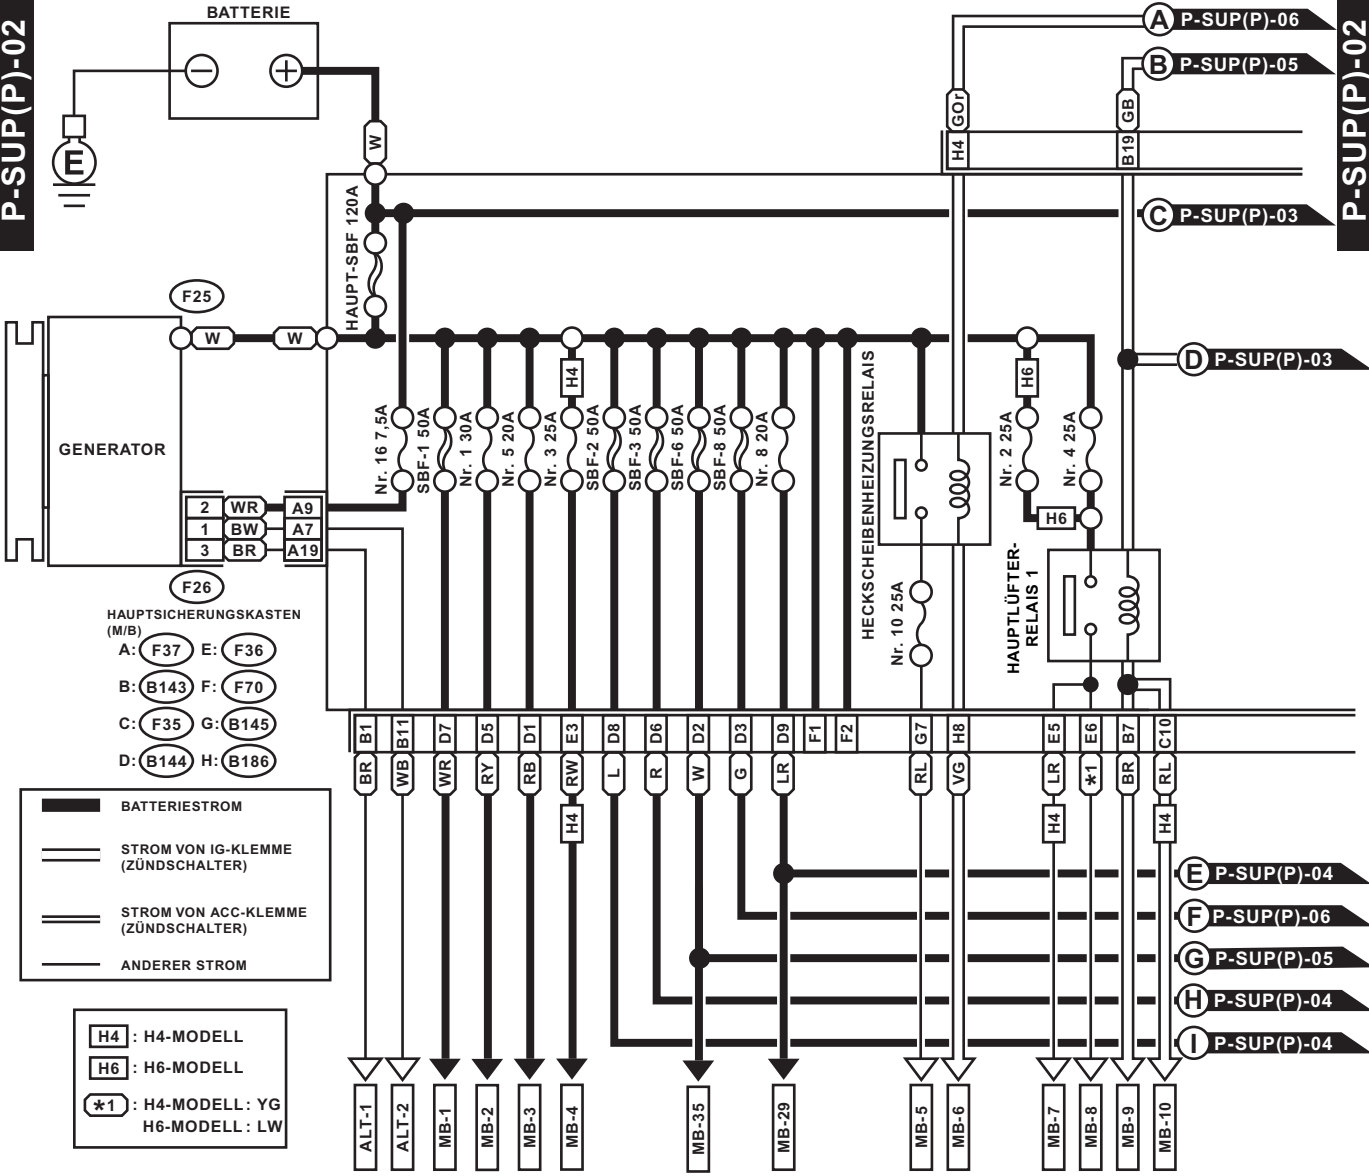 P-SUP(P)-02
BATTERIE
− +
E
W
A P-SUP(P)-06
B P-SUP(P)-05
P-SUP(P)-02
GOr
GB
H4
B19
HAUPT-SBF 120A
C P-SUP(P)-03
F25
W
W
D P-SUP(P)-03
H4
H6
GENERATOR
Nr. 16 7,5A
SBF-1 50A
Nr. 1 30A
Nr. 5 20A
Nr. 3 25A
SBF-2 50A
SBF-3 50A
SBF-6 50A
SBF-8 50A
Nr. 8 20A
HECKSCHEIBENHEIZUNGSRELAIS
Nr. 2 25A
Nr. 4 25A
H6
2 WR A9
1 BW A7
3 BR A19
F26
Nr. 10 25A
HAUPTLÜFTER-
RELAIS 1
HAUPTSICHERUNGSKASTEN
(M/B)
A: F37 E: F36
B: B143 F: F70
C: F35 G: B145
D: B144 H: B186
B1 B11 D7 D5 D1 E3 D8 D6 D2 D3 D9 F1 F2 G7 H8 E5 E6 B7 C10
BR WB WR RY RB RW L R W G LR RL VG LR *1 BR RL
H4 H4 H4
BATTERIESTROM
STROM VON IG-KLEMME
(ZÜNDSCHALTER)
STROM VON ACC-KLEMME
(ZÜNDSCHALTER)
ANDERER STROM
E P-SUP(P)-04
F P-SUP(P)-06
G P-SUP(P)-05
H P-SUP(P)-04
I P-SUP(P)-04
H4 : H4-MODELL
H6 : H6-MODELL
*1 : H4-MODELL : YG
H6-MODELL : LW
ALT-1 ALT-2 MB-1 MB-2 MB-3 MB-4 MB-35 MB-29 MB-5 MB-6 MB-7 MB-8 MB-9 MB-10